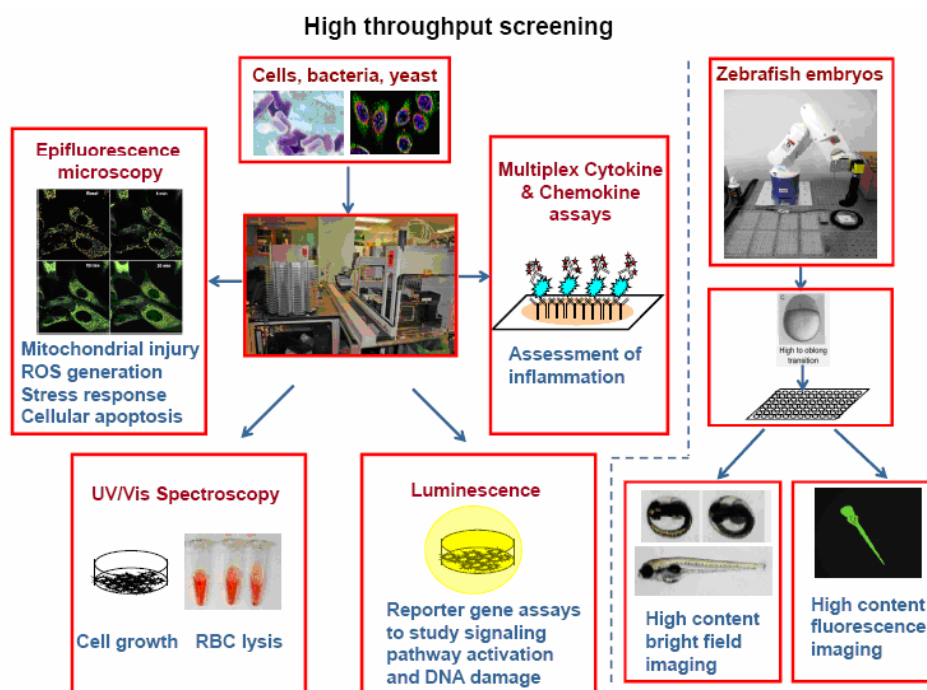 High throughput screening
Cells, bacteria, yeast
Zebrafish embryos
Epifluorescence
microscopy
Basal
Multiplex Cytokine
& Chemokine
assays
Mitochondrial injury
ROS generation
Stress response
Cellular apoptosis
Assessment of
inflammation
C
High to oblong
transition
UV/Vis Spectroscopy
Cell growth
RBC lysis
Luminescence
Reporter gene assays
to study signaling
pathway activation
and DNA damage
High content
bright field
imaging
High content
fluorescence
imaging